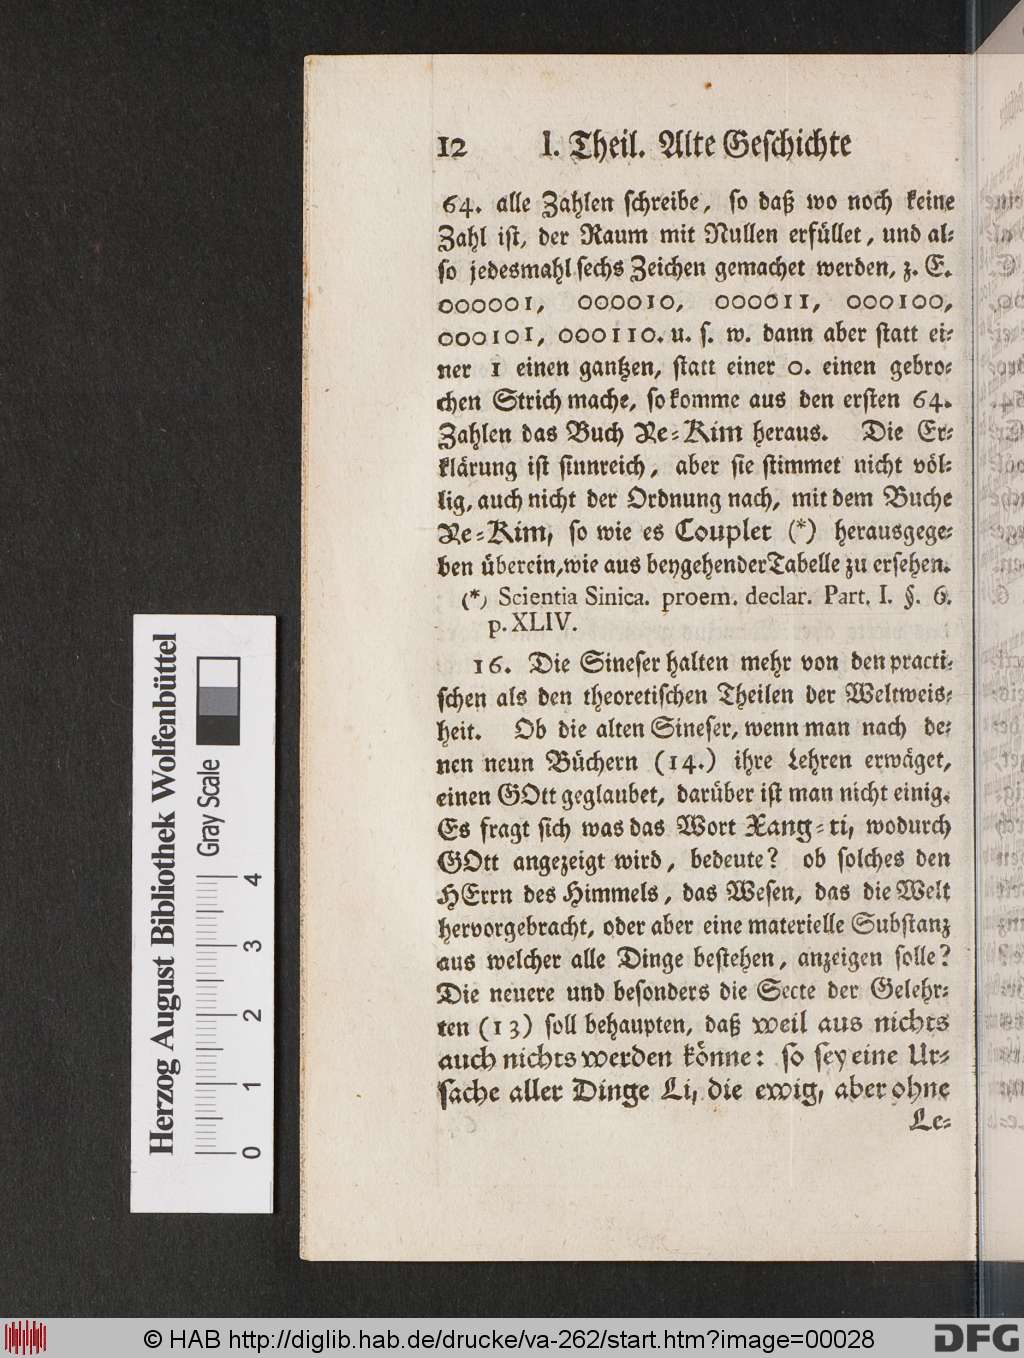 12 I. Theil. Alte Geschichte
64. alle Zahlen schreibe, so daß wo noch keine
Zahl ist, der Raum mit Nullen erfüllet, und al-
so jedesmahl sechs Zeichen gemachet werden, z. E.
000001, 000010, 000011, 000100,
000101, 000110. u. s. w. dann aber statt ei-
ner 1 einen gantzen, statt einer 0. einen gebro-
chen Strich mache, so komme aus den ersten 64.
Zahlen das Buch Ye-Kim heraus. Die Er-
klärung ist sinnreich, aber sie stimmet nicht völ-
lig, auch nicht der Ordnung nach, mit dem Buche
Ye-Kim, so wie es Couplet (*) herausgege-
ben überein, wie aus beygehender Tabelle zu ersehen.
(*) Scientia Sinica. proem. declar. Part. I. §. 6.
p. XLIV.
16. Die Sineser halten mehr von den practi-
schen als den theoretischen Theilen der Weltweis-
heit. Ob die alten Sineser, wenn man nach de-
nen neun Büchern (14.) ihre Lehren erwäget,
einen GOtt geglaubet, darüber ist man nicht einig.
Es fragt sich was das Wort Xang-ti, wodurch
GOtt angezeigt wird, bedeute? ob solches den
HErrn des Himmels, das Wesen, das die Welt
hervorgebracht, oder aber eine materielle Substanz
aus welcher alle Dinge bestehen, anzeigen solle?
Die neuere und besonders die Secte der Gelehr-
ten (13) soll behaupten, daß weil aus nichts
auch nichts werden könne: so sey eine Ur-
sache aller Dinge Li, die ewig, aber ohne
Le-
Herzog August Bibliothek Wolfenbüttel
Gray Scale
0 1 2 3 4
© HAB http://diglib.hab.de/drucke/va-262/start.htm?image=00028
DFG